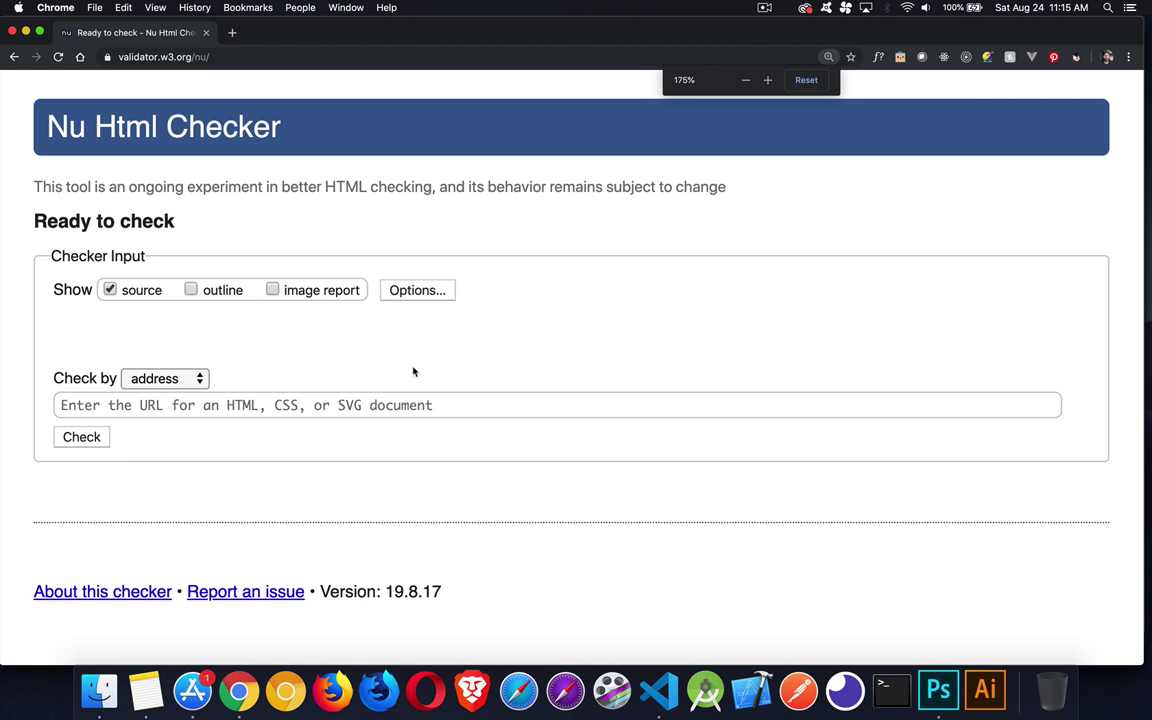 Chrome File Edit View History Bookmarks People Window Help 100% Sat Aug 24 11:15 AM
Ready to check - Nu Html Chec
validator.w3.org/nu/
175% Reset
Nu Html Checker
This tool is an ongoing experiment in better HTML checking, and its behavior remains subject to change
Ready to check
Checker Input
Show source outline image report Options...
Check by address
Enter the URL for an HTML, CSS, or SVG document
Check
About this checker • Report an issue • Version: 19.8.17
1
>_ Ps Ai